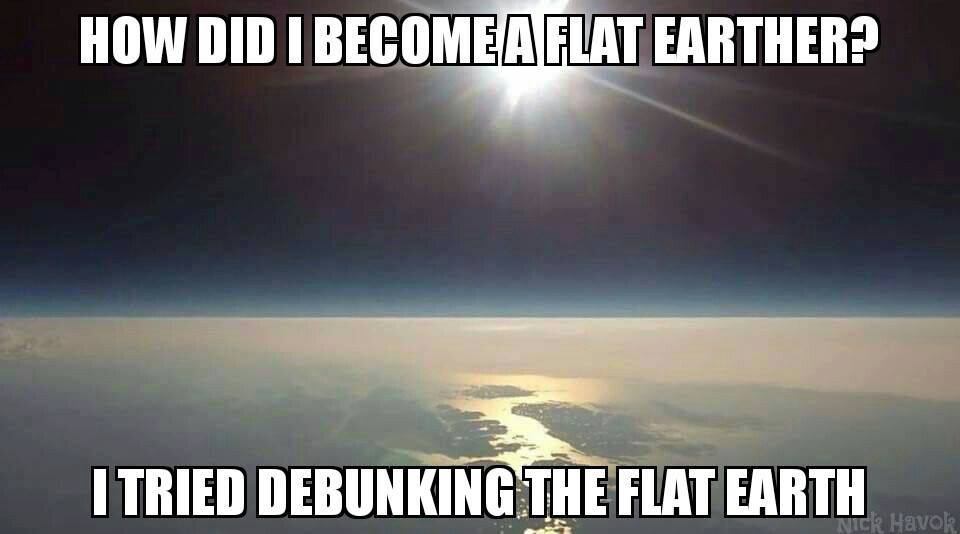 HOW DID I BECOME A FLAT EARTHER?
I TRIED DEBUNKING THE FLAT EARTH
Nick Havok